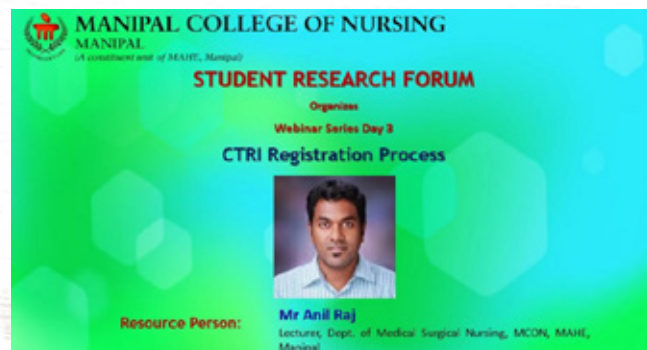 MANIPAL COLLEGE OF NURSING
MANIPAL
(A constituent unit of MAHE, Manipal)
STUDENT RESEARCH FORUM
Organizes
Webinar Series Day 3
CTRI Registration Process
Resource Person:
Mr Anil Raj
Lecturer, Dept. of Medical Surgical Nursing, MCON, MAHE,
Manipal